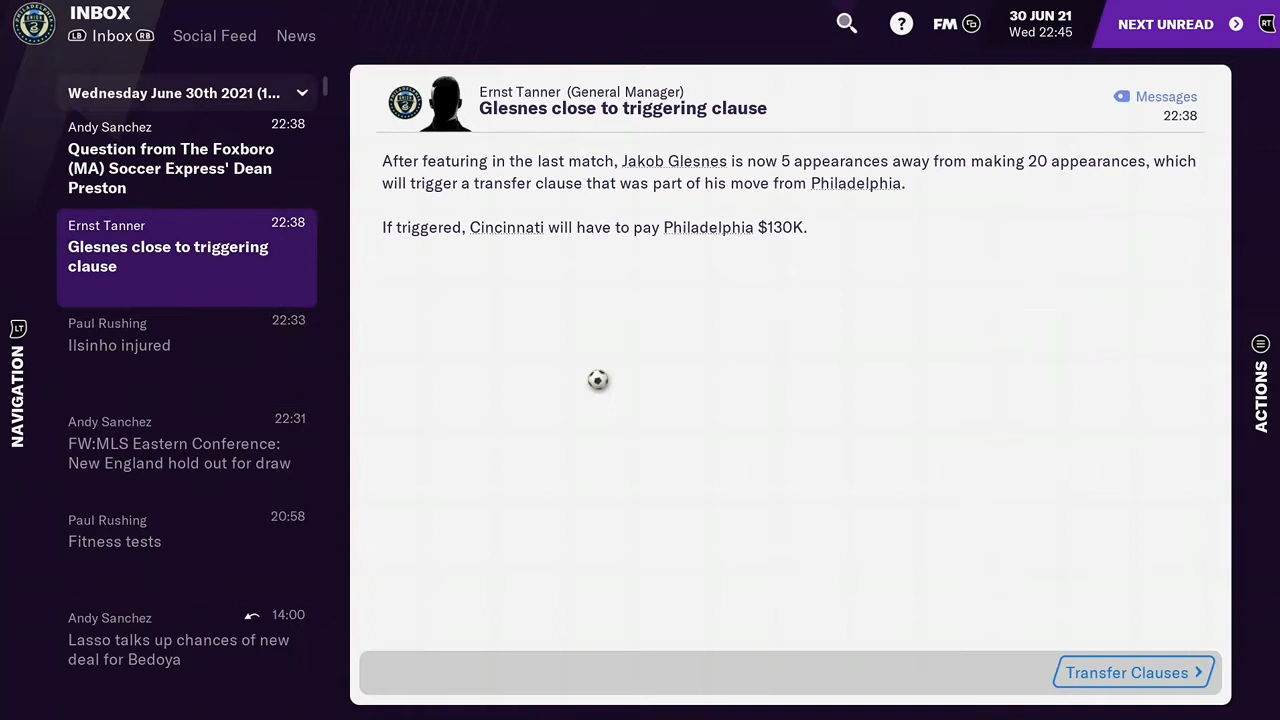 INBOX
LB Inbox RB
Social Feed
News
?
FM
30 JUN 21
Wed 22:45
NEXT UNREAD
RT
Wednesday June 30th 2021 (1...
Andy Sanchez
22:38
Question from The Foxboro
(MA) Soccer Express' Dean
Preston
Ernst Tanner
22:38
Glesnes close to triggering
clause
Paul Rushing
22:33
Ilsinho injured
Andy Sanchez
22:31
FW:MLS Eastern Conference:
New England hold out for draw
Paul Rushing
20:58
Fitness tests
Andy Sanchez
14:00
Lasso talks up chances of new
deal for Bedoya
LT
NAVIGATION
Ernst Tanner (General Manager)
Glesnes close to triggering clause
Messages
22:38
After featuring in the last match, Jakob Glesnes is now 5 appearances away from making 20 appearances, which
will trigger a transfer clause that was part of his move from Philadelphia.
If triggered, Cincinnati will have to pay Philadelphia $130K.
Transfer Clauses
ACTIONS